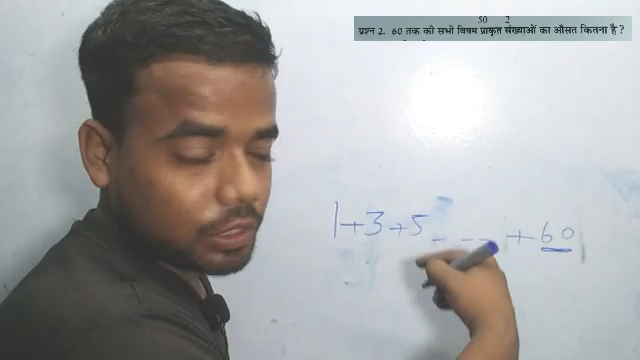 50 2
प्रश्न 2. 60 तक की सभी विषम प्राकृत संख्याओं का औसत कितना है ?
1+3+5 - - - + 60